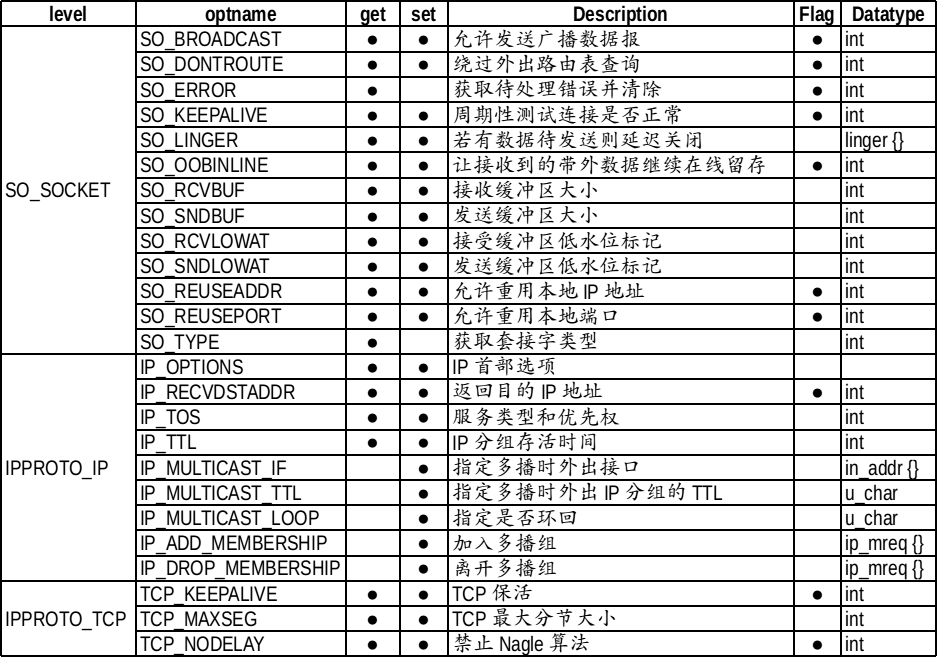 level optname get set Description Flag Datatype
SO_BROADCAST ● ● 允许发送广播数据报 ● int
SO_DONTROUTE ● ● 绕过外出路由表查询 ● int
SO_ERROR ● 获取待处理错误并清除 ● int
SO_KEEPALIVE ● ● 周期性测试连接是否正常 ● int
SO_LINGER ● ● 若有数据待发送则延迟关闭 linger {}
SO_OOBINLINE ● ● 让接收到的带外数据继续在线留存 ● int
SO_SOCKET SO_RCVBUF ● ● 接收缓冲区大小 int
SO_SNDBUF ● ● 发送缓冲区大小 int
SO_RCVLOWAT ● ● 接受缓冲区低水位标记 int
SO_SNDLOWAT ● ● 发送缓冲区低水位标记 int
SO_REUSEADDR ● ● 允许重用本地 IP 地址 ● int
SO_REUSEPORT ● ● 允许重用本地端口 ● int
SO_TYPE ● 获取套接字类型 int
IP_OPTIONS ● ● IP 首部选项
IP_RECVDSTADDR ● ● 返回目的 IP 地址 ● int
IP_TOS ● ● 服务类型和优先权 int
IP_TTL ● ● IP 分组存活时间 int
IPPROTO_IP IP_MULTICAST_IF ● 指定多播时外出接口 in_addr {}
IP_MULTICAST_TTL ● 指定多播时外出 IP 分组的 TTL u_char
IP_MULTICAST_LOOP ● 指定是否环回 u_char
IP_ADD_MEMBERSHIP ● 加入多播组 ip_mreq {}
IP_DROP_MEMBERSHIP ● 离开多播组 ip_mreq {}
TCP_KEEPALIVE ● ● TCP 保活 ● int
IPPROTO_TCP TCP_MAXSEG ● ● TCP 最大分节大小 int
TCP_NODELAY ● ● 禁止 Nagle 算法 ● int